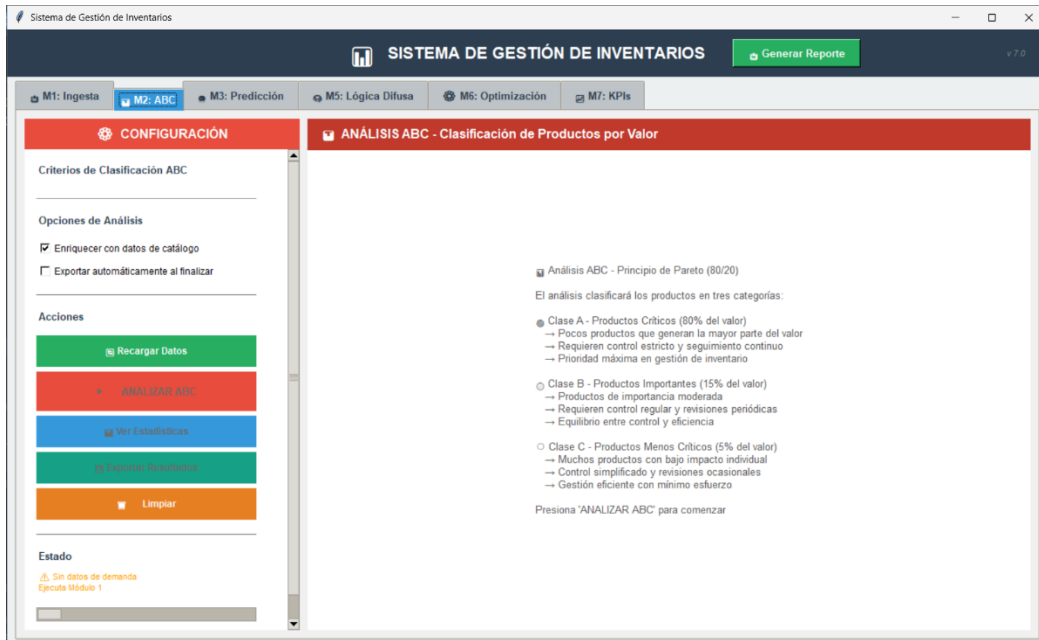 Sistema de Gestión de Inventarios
SISTEMA DE GESTIÓN DE INVENTARIOS
Generar Reporte
v 7.0
M1: Ingesta
M2: ABC
M3: Predicción
M5: Lógica Difusa
M6: Optimización
M7: KPIs
CONFIGURACIÓN
Criterios de Clasificación ABC
Opciones de Análisis
Enriquecer con datos de catálogo
Exportar automáticamente al finalizar
Acciones
Recargar Datos
ANALIZAR ABC
Ver Estadísticas
Exportar Resultados
Limpiar
Estado
Sin datos de demanda
Ejecuta Módulo 1
ANÁLISIS ABC - Clasificación de Productos por Valor
Análisis ABC - Principio de Pareto (80/20)
El análisis clasificará los productos en tres categorías:
Clase A - Productos Críticos (80% del valor)
→ Pocos productos que generan la mayor parte del valor
→ Requieren control estricto y seguimiento continuo
→ Prioridad máxima en gestión de inventario
Clase B - Productos Importantes (15% del valor)
→ Productos de importancia moderada
→ Requieren control regular y revisiones periódicas
→ Equilibrio entre control y eficiencia
Clase C - Productos Menos Críticos (5% del valor)
→ Muchos productos con bajo impacto individual
→ Control simplificado y revisiones ocasionales
→ Gestión eficiente con mínimo esfuerzo
Presiona 'ANALIZAR ABC' para comenzar